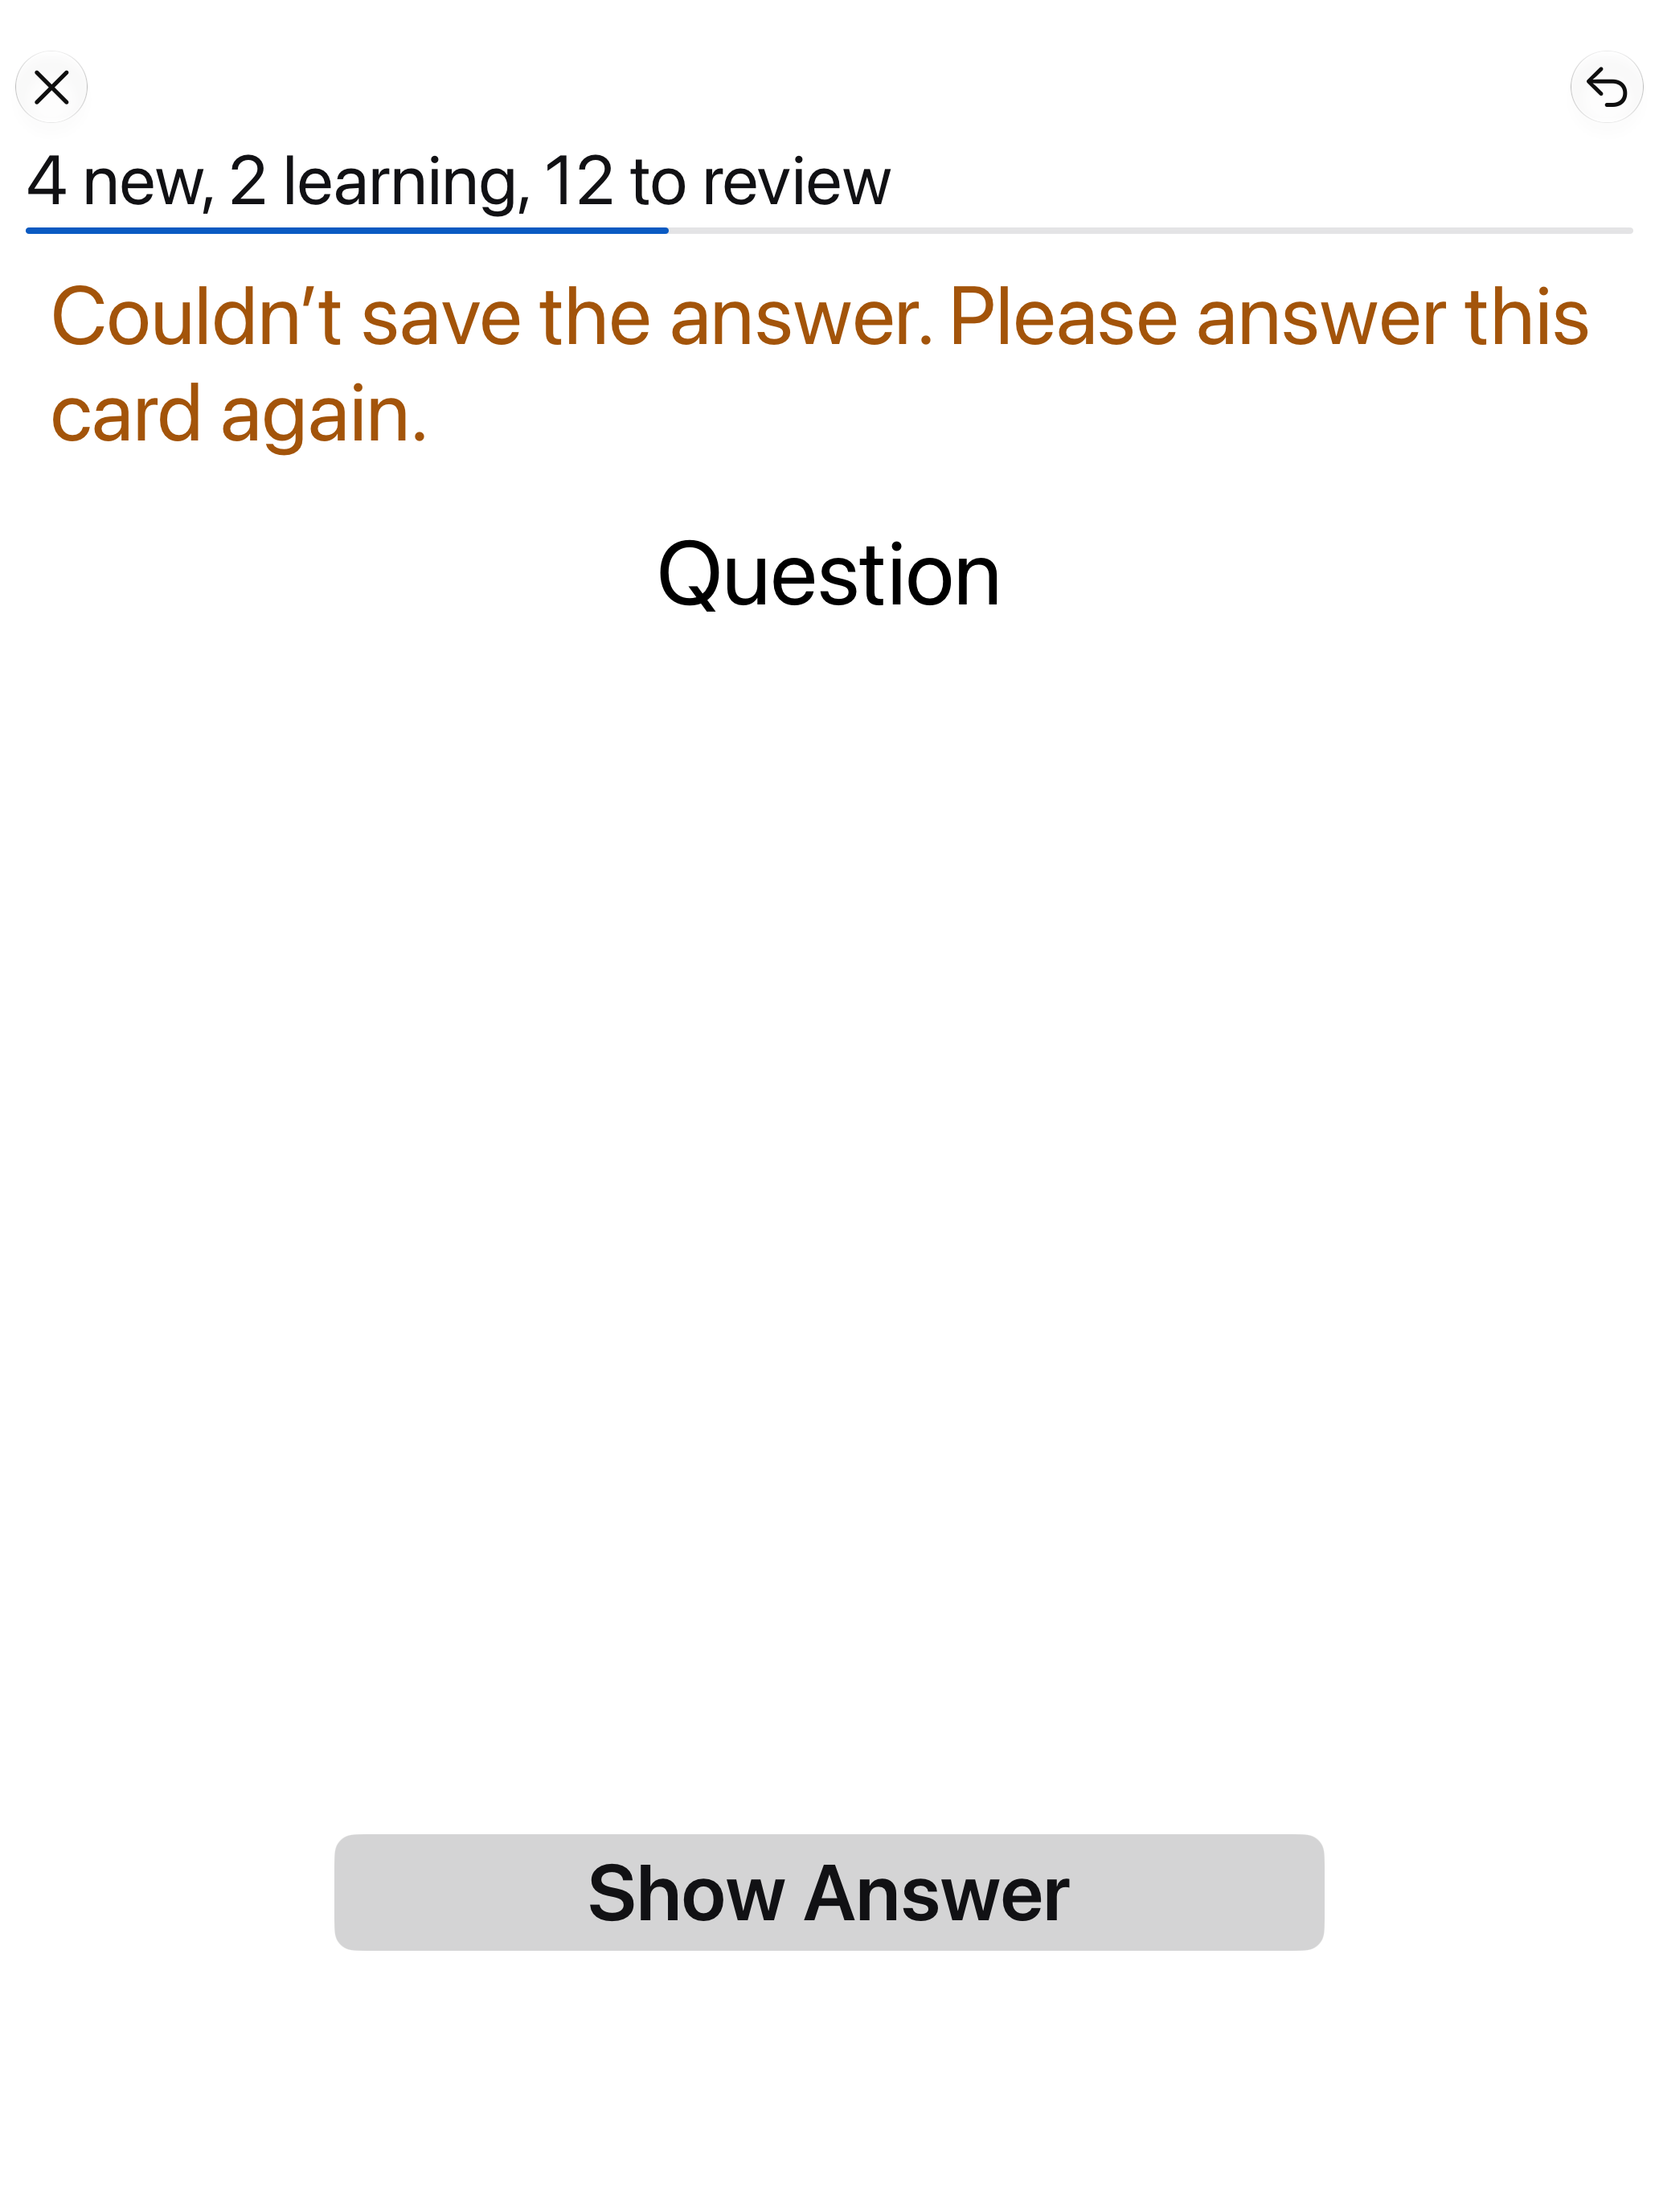 4 new, 2 learning, 12 to review
Couldn’t save the answer. Please answer this
card again.
Question
Show Answer